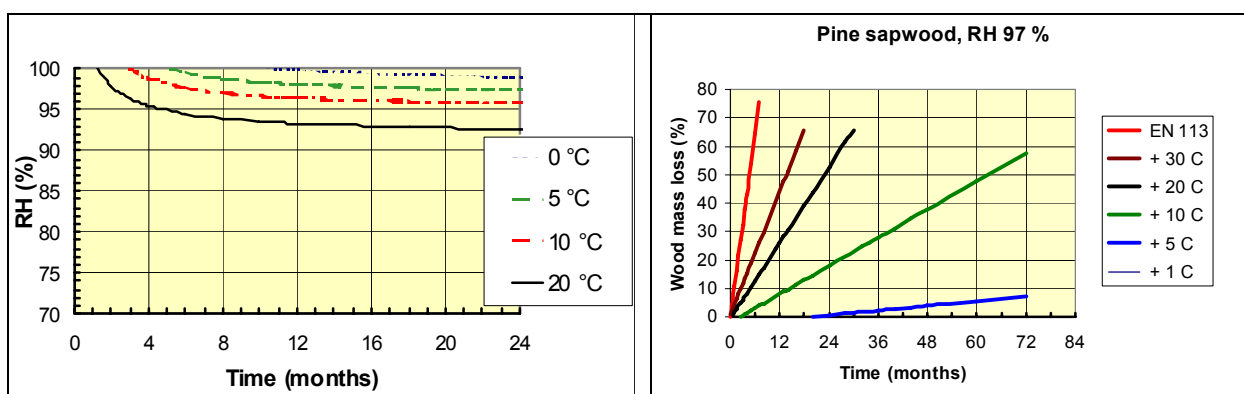 RH (%)
100
95
90
85
80
75
70
0 4 8 12 16 20 24
Time (months)
0 °C
5 °C
10 °C
20 °C
Pine sapwood, RH 97 %
Wood mass loss (%)
80
70
60
50
40
30
20
10
0
0 12 24 36 48 60 72 84
Time (months)
EN 113
+ 30 C
+ 20 C
+ 10 C
+ 5 C
+ 1 C